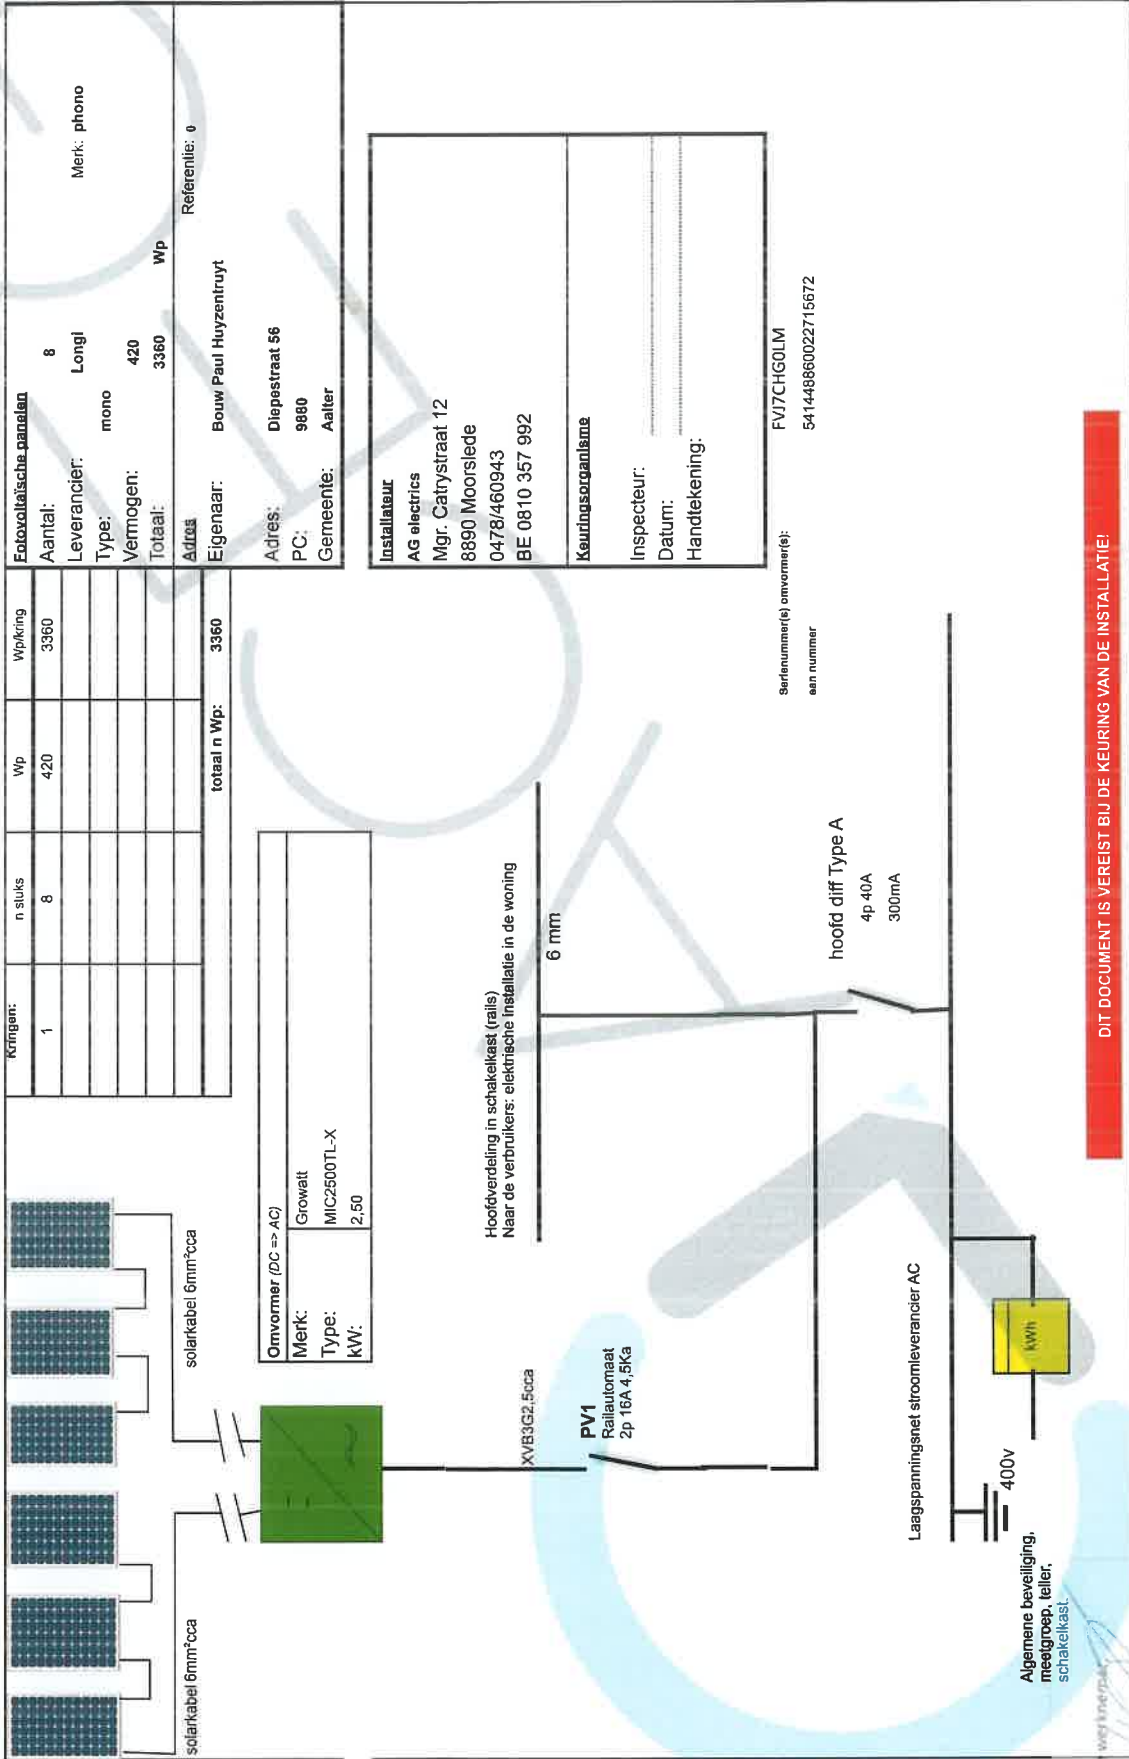 solarkabel 6mm²cca
solarkabel 6mm²cca
Kringen: n stuks Wp Wp/kring
1 8 420 3360
totaal n Wp: 3360
Fotovoltaïsche panelen
Aantal: 8
Leverancier: Longi Merk: phono
Type: mono
Vermogen: 420
Totaal: 3360 Wp
Adres Referentie: 0
Eigenaar: Bouw Paul Huyzentruyt
Adres: Diepestraat 56
PC: 9880
Gemeente: Aalter
Omvormer (DC => AC)
Merk: Growatt
Type: MIC2500TL-X
kW: 2,50
Installateur
AG electrics
Mgr. Catrystraat 12
8890 Moorslede
0478/460943
BE 0810 357 992
Keuringsorganisme
Inspecteur:
Datum:
Handtekening:
Hoofdverdeling in schakelkast (rails)
Naar de verbruikers: elektrische installatie in de woning
6 mm
XVB3G2,5cca
PV1
Railautomaat
2p 16A 4,5Ka
Serienummer(s) omvormer(s): FVJ7CHG0LM
ean nummer 541448860022715672
hoofd diff Type A
4p 40A
300mA
Laagspanningsnet stroomleverancier AC
kWh
400v
Algemene beveiliging,
meetgroep, teller,
schakelkast.
DIT DOCUMENT IS VEREIST BIJ DE KEURING VAN DE INSTALLATIE!